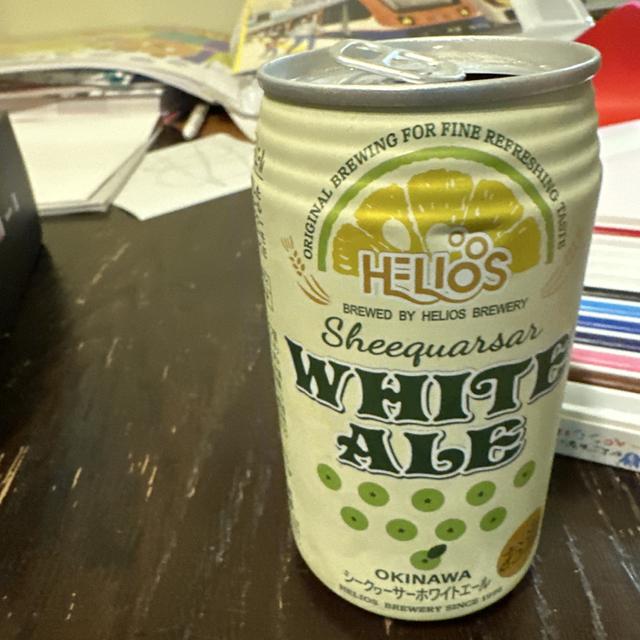 ORIGINAL BREWING FOR FINE REFRESHING TASTE
HELIOS
BREWED BY HELIOS BREWERY
Sheequarsar
WHITE
ALE
OKINAWA
シークヮーサーホワイトエール
HELIOS BREWERY SINCE